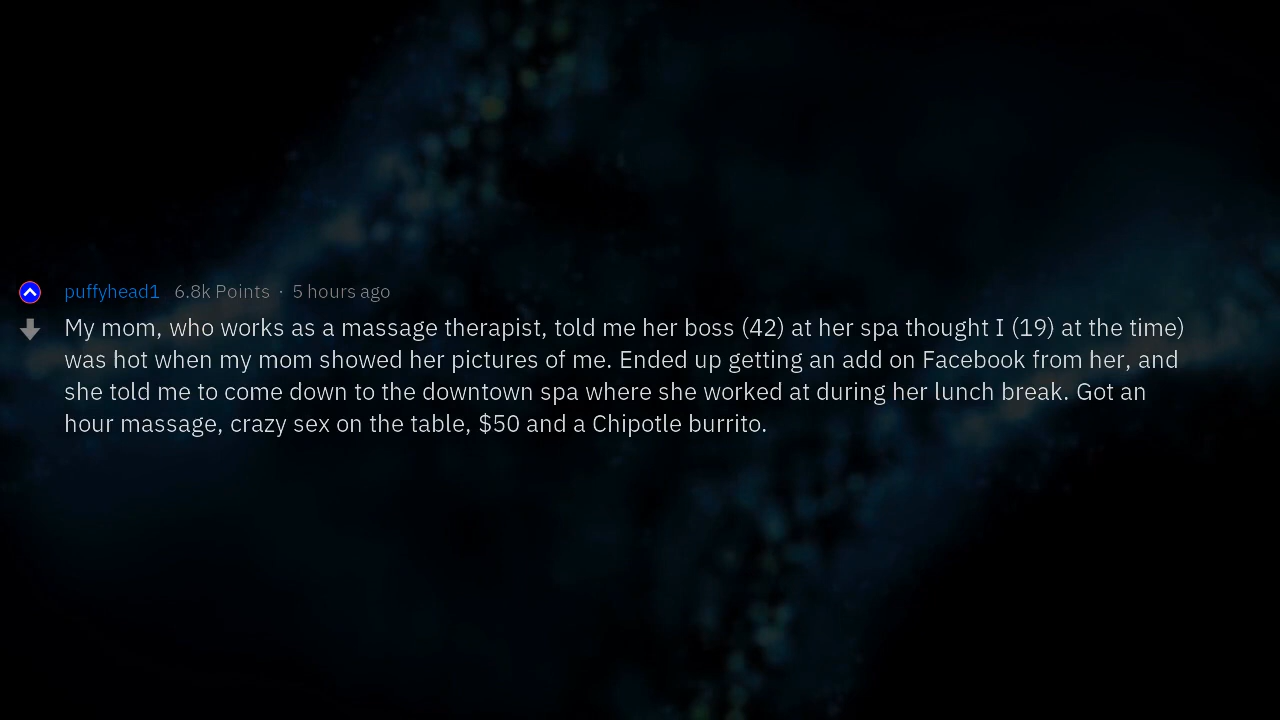 puffyhead1 6.8k Points · 5 hours ago
My mom, who works as a massage therapist, told me her boss (42) at her spa thought I (19) at the time)
was hot when my mom showed her pictures of me. Ended up getting an add on Facebook from her, and
she told me to come down to the downtown spa where she worked at during her lunch break. Got an
hour massage, crazy sex on the table, $50 and a Chipotle burrito.